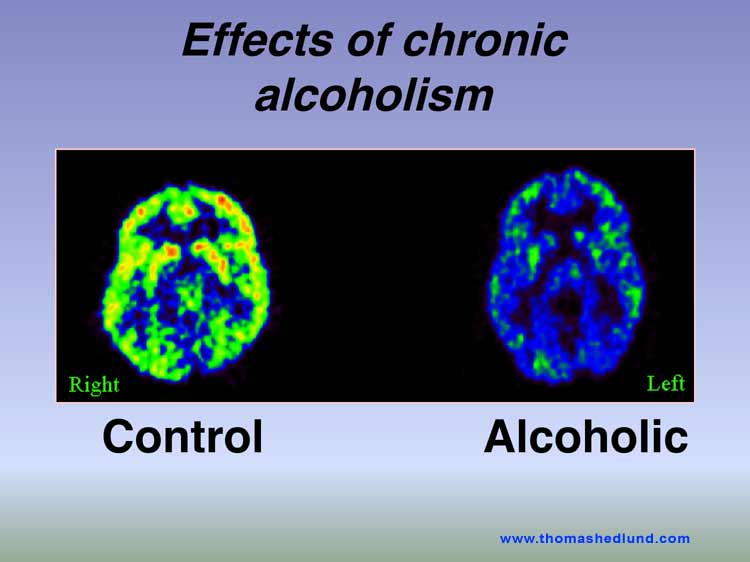 Effects of chronic
alcoholism
Right
Left
Control
Alcoholic
www.thomashedlund.com